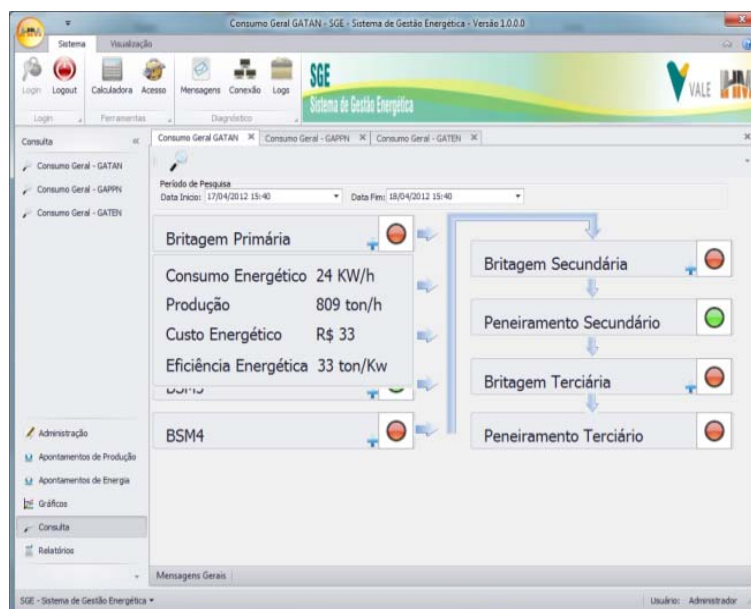 Consumo Geral GATAN - SGE - Sistema de Gestão Energética - Versão 1.0.0.0
Sistema Visualização
Login Logout Calculadora Acesso Mensagens Conexão Logs
Login Ferramentas Diagnóstico
SGE
Sistema de Gestão Energética
VALE IHM
Consulta
Consumo Geral - GATAN
Consumo Geral - GAPPN
Consumo Geral - GATEN
Consumo Geral GATAN Consumo Geral - GAPPN Consumo Geral - GATEN
Período de Pesquisa
Data Inicio: 17/04/2012 15:40 Data Fim: 18/04/2012 15:40
Britagem Primária
Consumo Energético 24 KW/h
Produção 809 ton/h
Custo Energético R$ 33
Eficiência Energética 33 ton/Kw
BSM4
Britagem Secundária
Peneiramento Secundário
Britagem Terciária
Peneiramento Terciário
Administração
Apontamentos de Produção
Apontamentos de Energia
Gráficos
Consulta
Relatórios
Mensagens Gerais
SGE - Sistema de Gestão Energética Usuário: Administrador